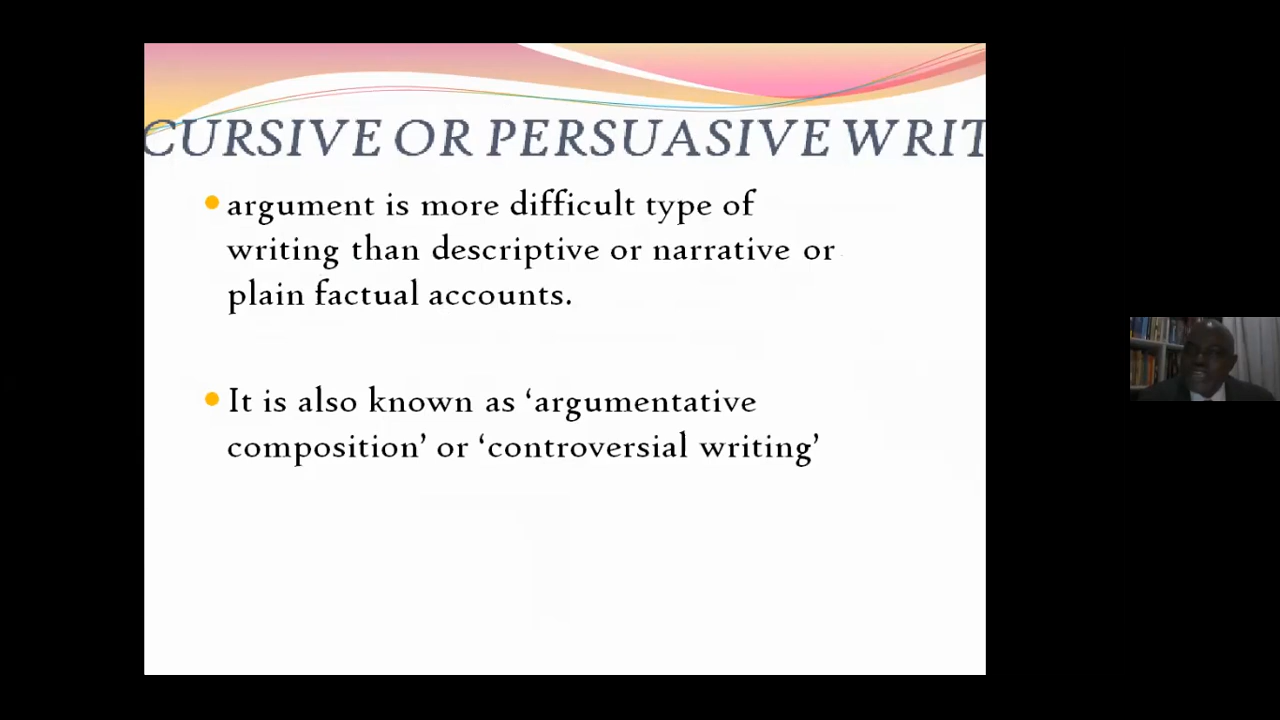 CURSIVE OR PERSUASIVE WRIT
argument is more difficult type of
writing than descriptive or narrative or
plain factual accounts.
It is also known as ‘argumentative
composition’ or ‘controversial writing’